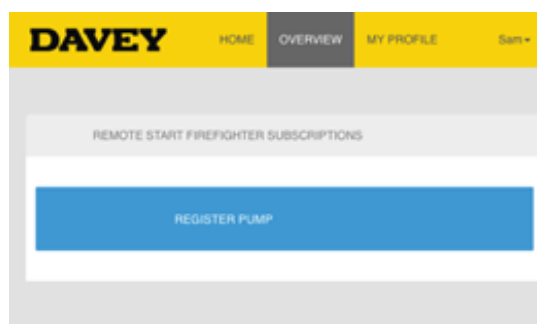 DAVEY HOME OVERVIEW MY PROFILE Sam
REMOTE START FIREFIGHTER SUBSCRIPTIONS
REGISTER PUMP